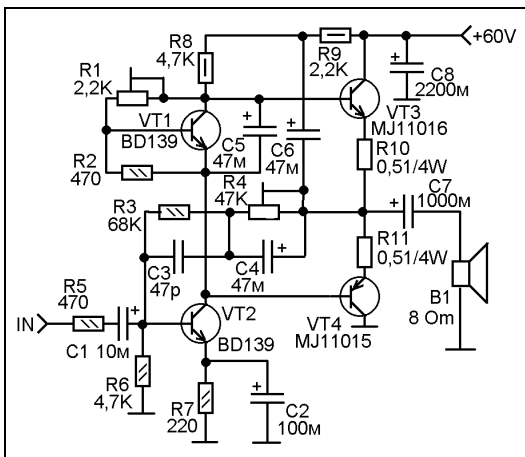 R8
4,7K
R9
2,2K
+60V
R1
2,2K
C8
2200м
VT1
BD139
VT3
MJ11016
C5
47м
C6
47м
R10
0,51/4W
R2
470
R4
47K
C7
1000м
R3
68K
R11
0,51/4W
C3
47p
C4
47м
R5
470
VT2
BD139
VT4
MJ11015
B1
8 Om
IN
C1 10м
R6
4,7K
R7
220
C2
100м